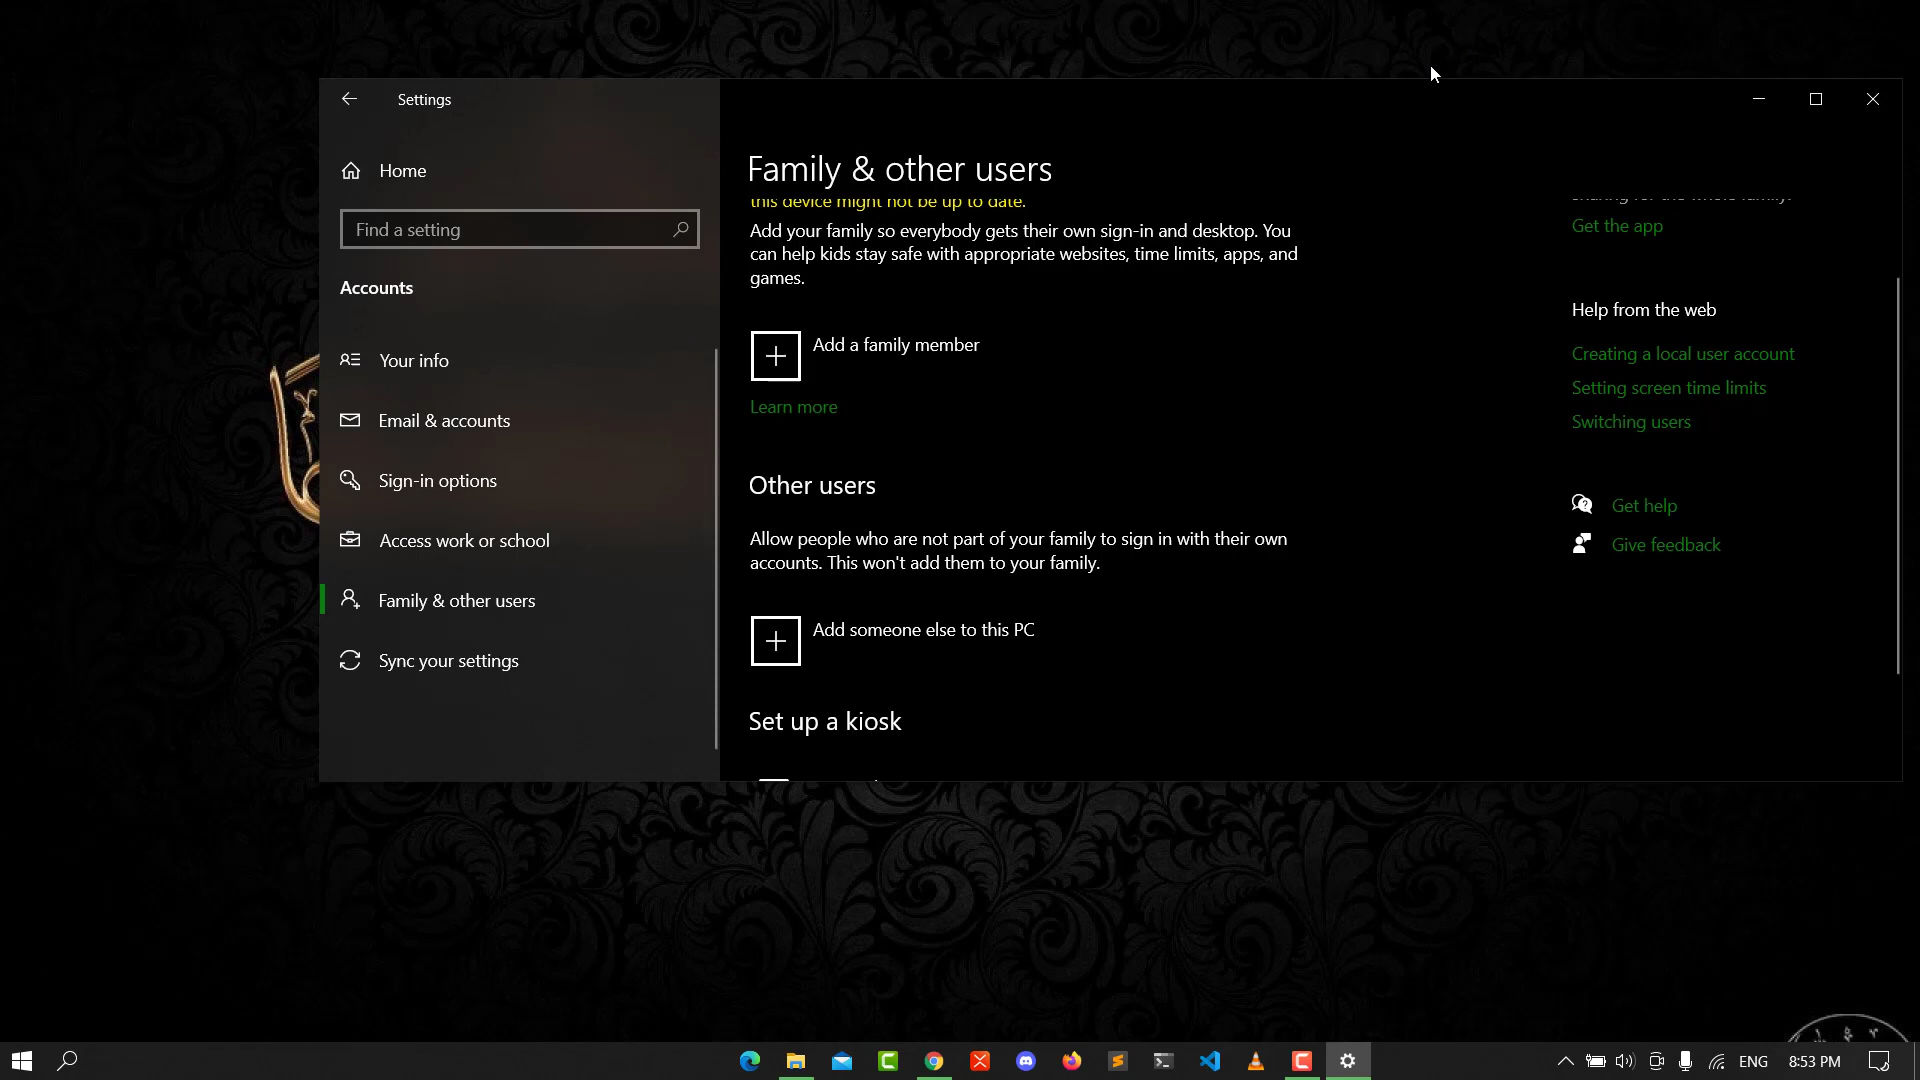 Settings
Home
Find a setting
Accounts
Your info
Email & accounts
Sign-in options
Access work or school
Family & other users
Sync your settings
Family & other users
this device might not be up to date.
Add your family so everybody gets their own sign-in and desktop. You
can help kids stay safe with appropriate websites, time limits, apps, and
games.
Add a family member
Learn more
Other users
Allow people who are not part of your family to sign in with their own
accounts. This won't add them to your family.
Add someone else to this PC
Set up a kiosk
sharing for the whole family.
Get the app
Help from the web
Creating a local user account
Setting screen time limits
Switching users
Get help
Give feedback
ENG
8:53 PM